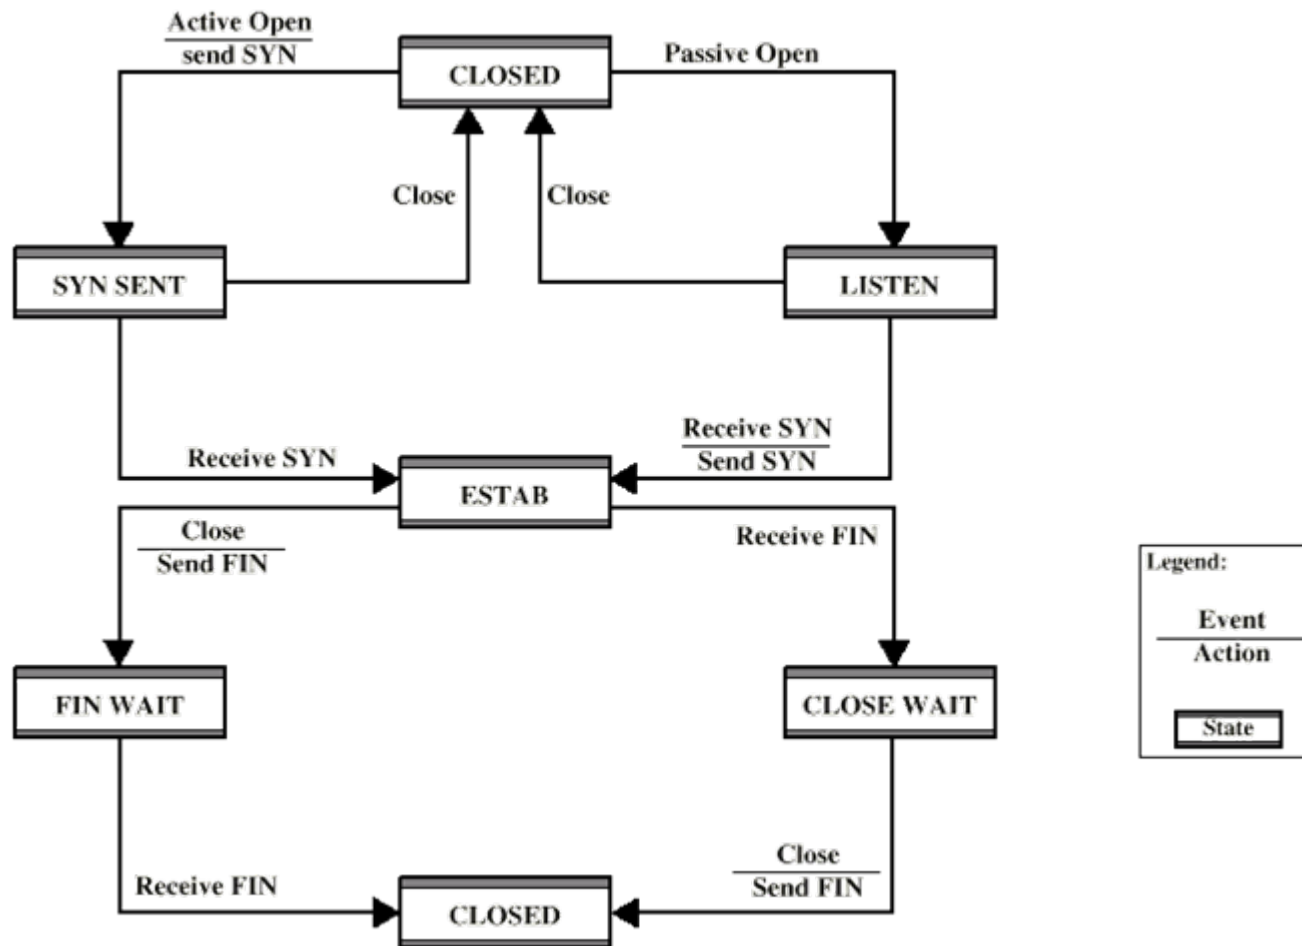 Active Open
send SYN
CLOSED
Passive Open
Close
Close
SYN SENT
LISTEN
Receive SYN
Receive SYN
Send SYN
ESTAB
Close
Send FIN
Receive FIN
Legend:
Event
Action
State
FIN WAIT
CLOSE WAIT
Receive FIN
Close
Send FIN
CLOSED